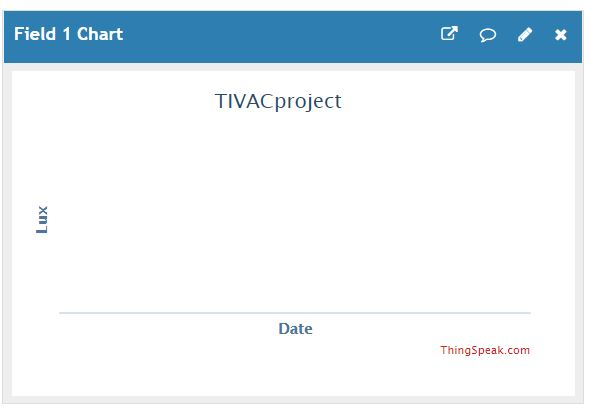 Field 1 Chart
TIVACproject
Lux
Date
ThingSpeak.com